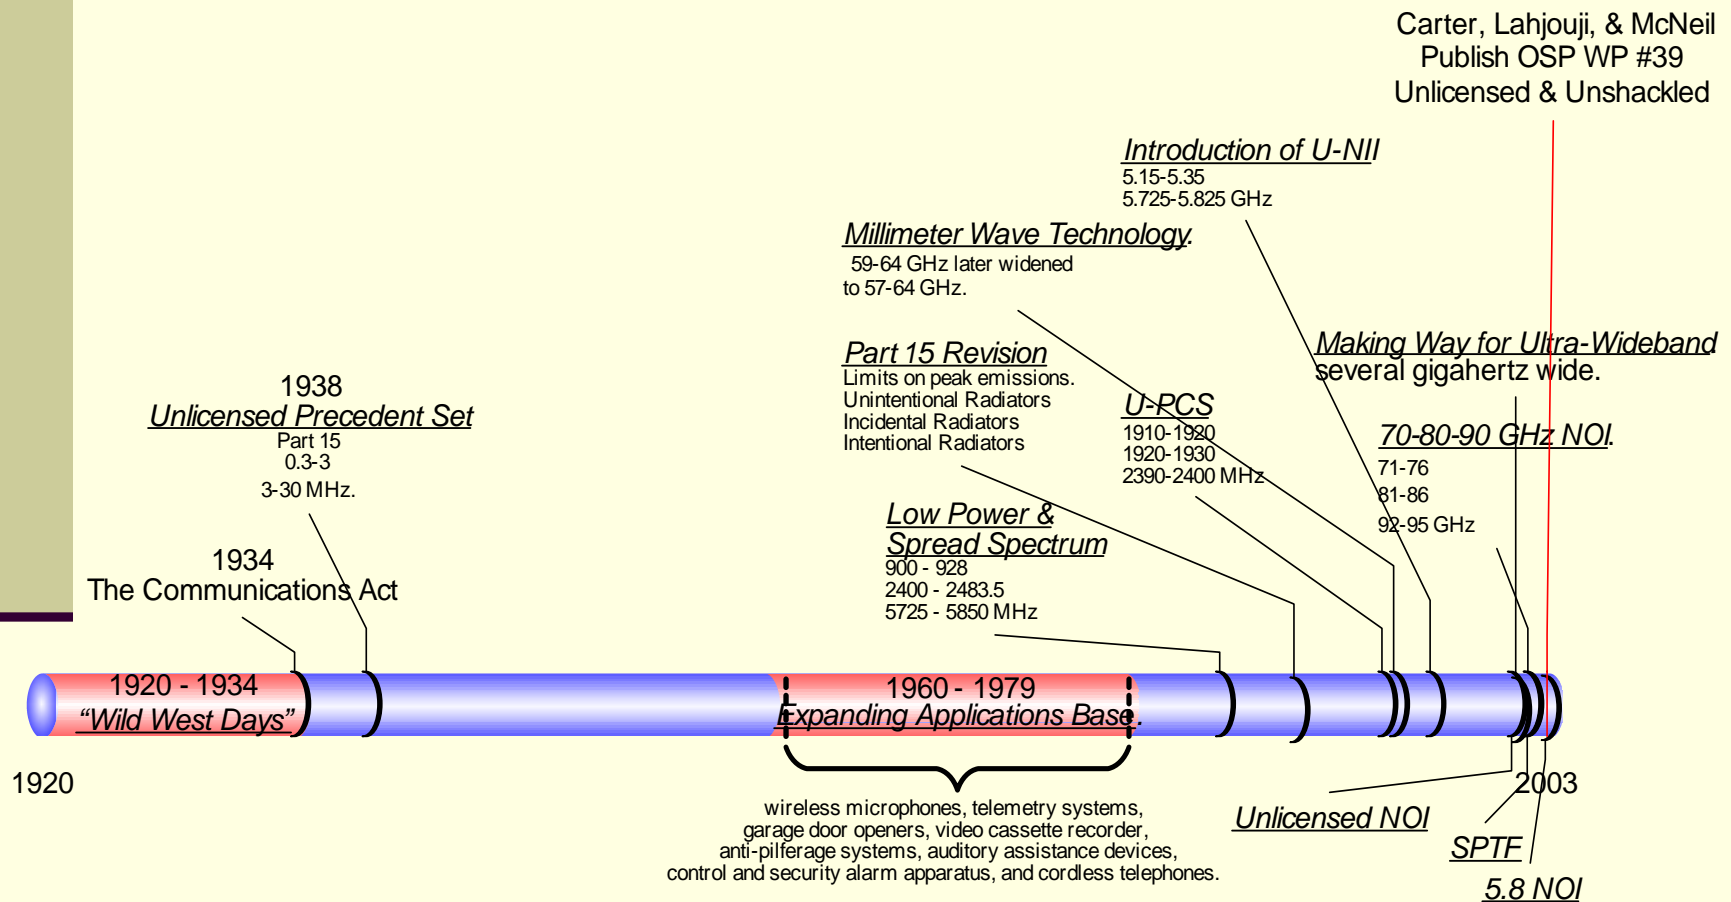 Carter, Lahjouji, & McNeil
Publish OSP WP #39
Unlicensed & Unshackled
Introduction of U-NII
5.15-5.35
5.725-5.825 GHz
Millimeter Wave Technology.
59-64 GHz later widened
to 57-64 GHz.
Making Way for Ultra-Wideband
several gigahertz wide.
Part 15 Revision
Limits on peak emissions.
Unintentional Radiators
Incidental Radiators
Intentional Radiators
1938
Unlicensed Precedent Set
Part 15
0.3-3
3-30 MHz.
U-PCS
1910-1920
1920-1930
2390-2400 MHz
70-80-90 GHz NOI.
71-76
81-86
92-95 GHz
Low Power &
Spread Spectrum
900 - 928
2400 - 2483.5
5725 - 5850 MHz
1934
The Communications Act
1920 - 1934
“Wild West Days”
1960 - 1979
Expanding Applications Base.
1920
2003
wireless microphones, telemetry systems,
garage door openers, video cassette recorder,
anti-pilferage systems, auditory assistance devices,
control and security alarm apparatus, and cordless telephones.
Unlicensed NOI
SPTF
5.8 NOI